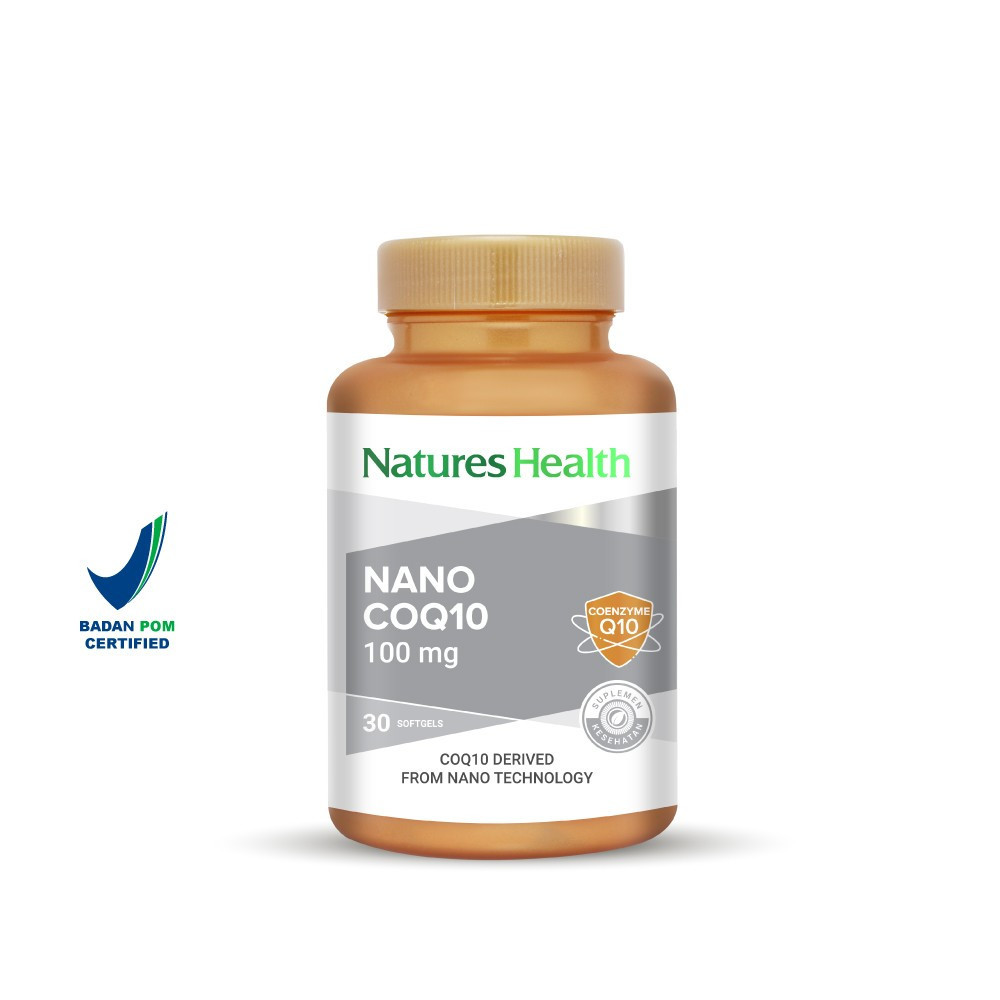 Natures Health
NANO
COQ10
100 mg
COENZYME
Q10
SUPLEMEN
KESEHATAN
30 SOFTGELS
COQ10 DERIVED
FROM NANO TECHNOLOGY
BADAN POM
CERTIFIED